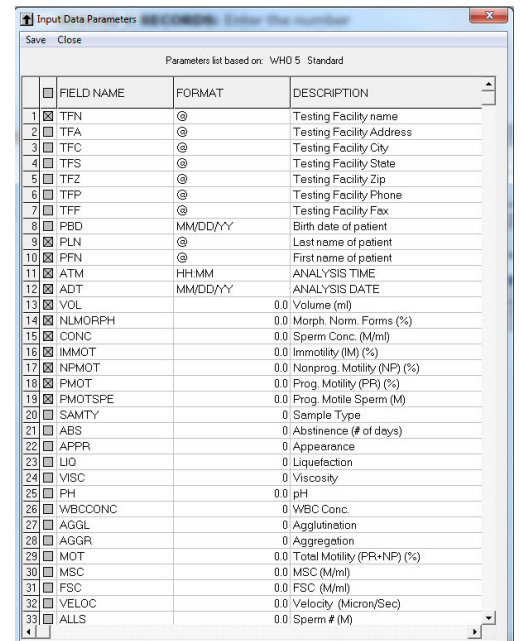 Input Data Parameters RECORDS: Enter the number
Save Close
Parameters list based on: WHO 5 Standard
FIELD NAME FORMAT DESCRIPTION
1 TFN @ Testing Facility name
2 TFA @ Testing Facility Address
3 TFC @ Testing Facility City
4 TFS @ Testing Facility State
5 TFZ @ Testing Facility Zip
6 TFP @ Testing Facility Phone
7 TFF @ Testing Facility Fax
8 PBD MM/DD/YY Birth date of patient
9 PLN @ Last name of patient
10 PFN @ First name of patient
11 ATM HH:MM ANALYSIS TIME
12 ADT MM/DD/YY ANALYSIS DATE
13 VOL 0.0 Volume (ml)
14 NLMORPH 0.0 Morph. Norm. Forms (%)
15 CONC 0.0 Sperm Conc. (M/ml)
16 IMMOT 0.0 Immotility (IM) (%)
17 NPMOT 0.0 Nonprog. Motility (NP) (%)
18 PMOT 0.0 Prog. Motility (PR) (%)
19 PMOTSPE 0.0 Prog. Motile Sperm (M)
20 SAMTY 0 Sample Type
21 ABS 0 Abstinence (# of days)
22 APPR 0 Appearance
23 LIQ 0 Liquefaction
24 VISC 0 Viscosity
25 PH 0.0 pH
26 WBCCONC 0 WBC Conc.
27 AGGL 0 Agglutination
28 AGGR 0 Aggregation
29 MOT 0.0 Total Motility (PR+NP) (%)
30 MSC 0.0 MSC (M/ml)
31 FSC 0.0 FSC (M/ml)
32 VELOC 0.0 Velocity (Micron/Sec)
33 ALLS 0.0 Sperm # (M)